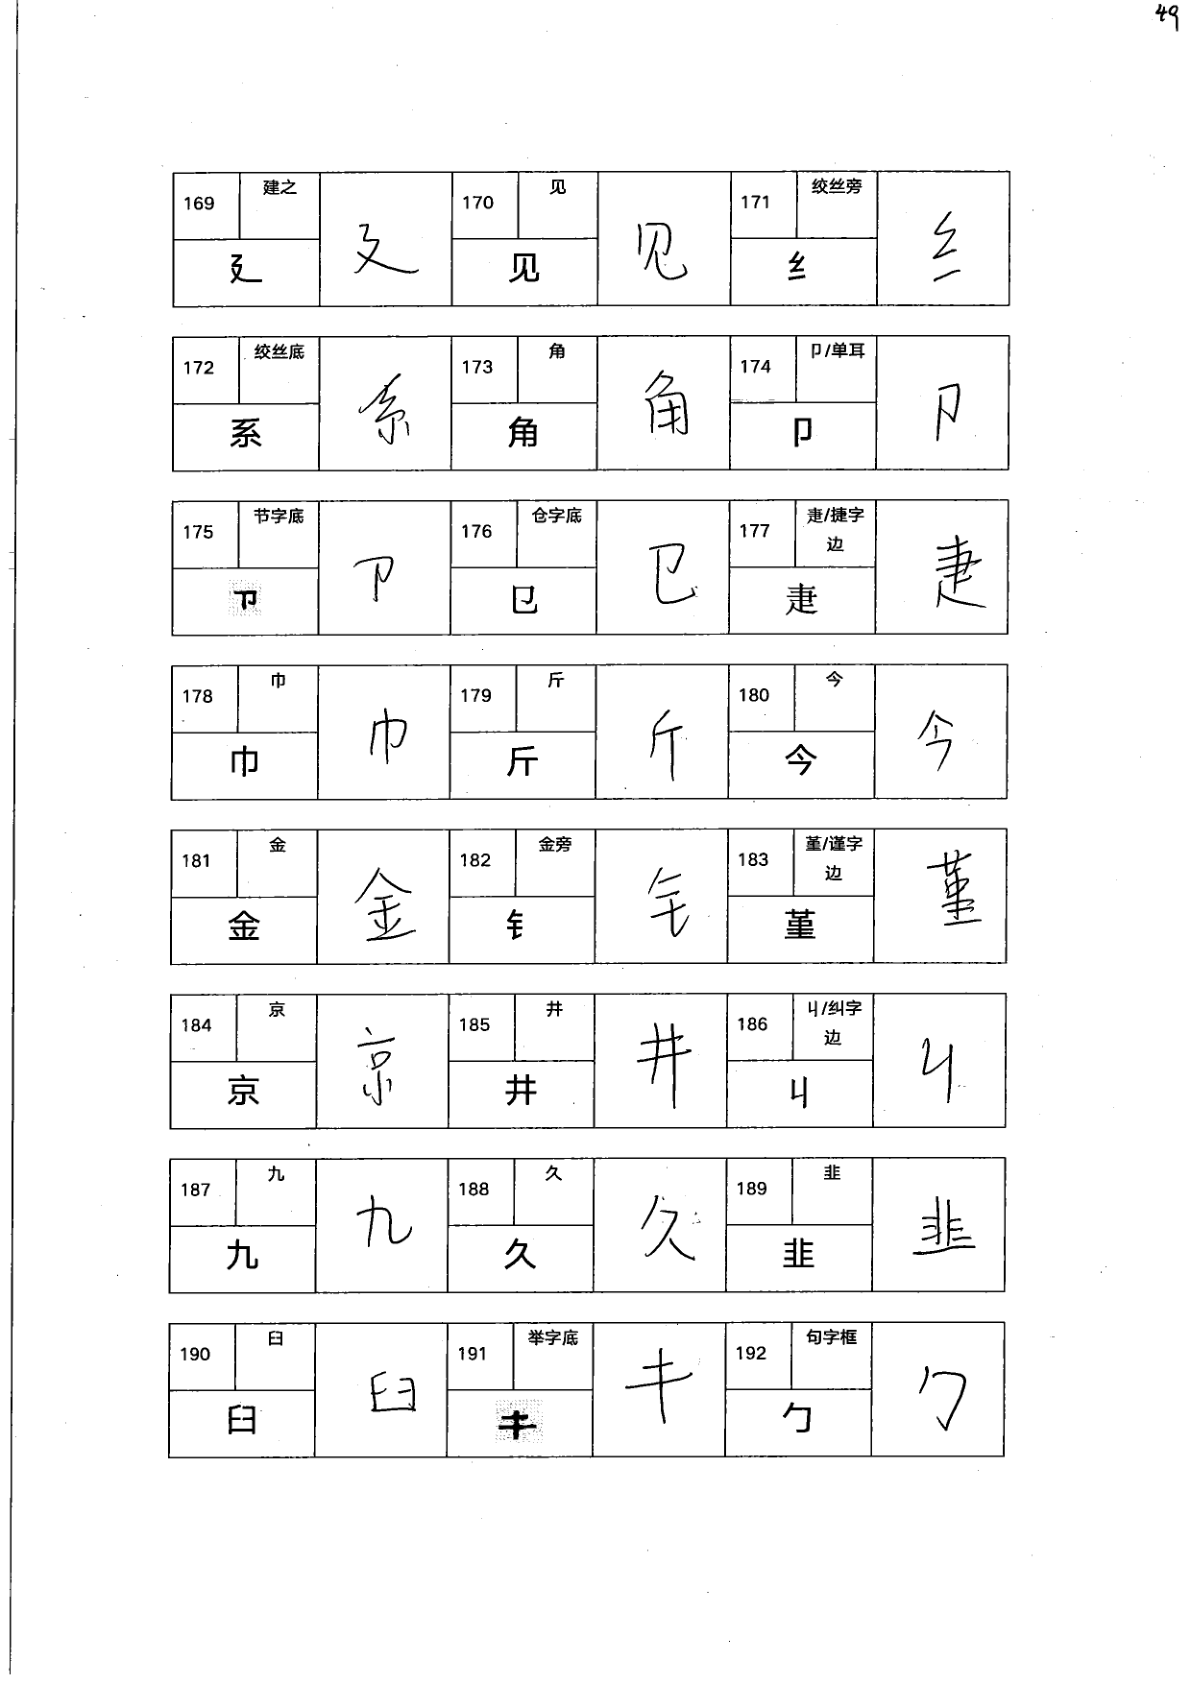 49
169 建之 廴 廴 170 见 见 见 171 绞丝旁 纟 纟
172 绞丝底 系 系 173 角 角 角 174 卩/单耳 卩 卩
175 节字底 176 仓字底 㔾 㔾 177 疌/捷字边 疌 疌
178 巾 巾 巾 179 斤 斤 斤 180 今 今 今
181 金 金 金 182 金旁 钅 钅 183 堇/谨字边 堇 堇
184 京 京 京 185 井 井 井 186 丩/纠字边 丩 丩
187 九 九 九 188 久 久 久 189 韭 韭 韭
190 臼 臼 臼 191 举字底 192 句字框 勹 勹